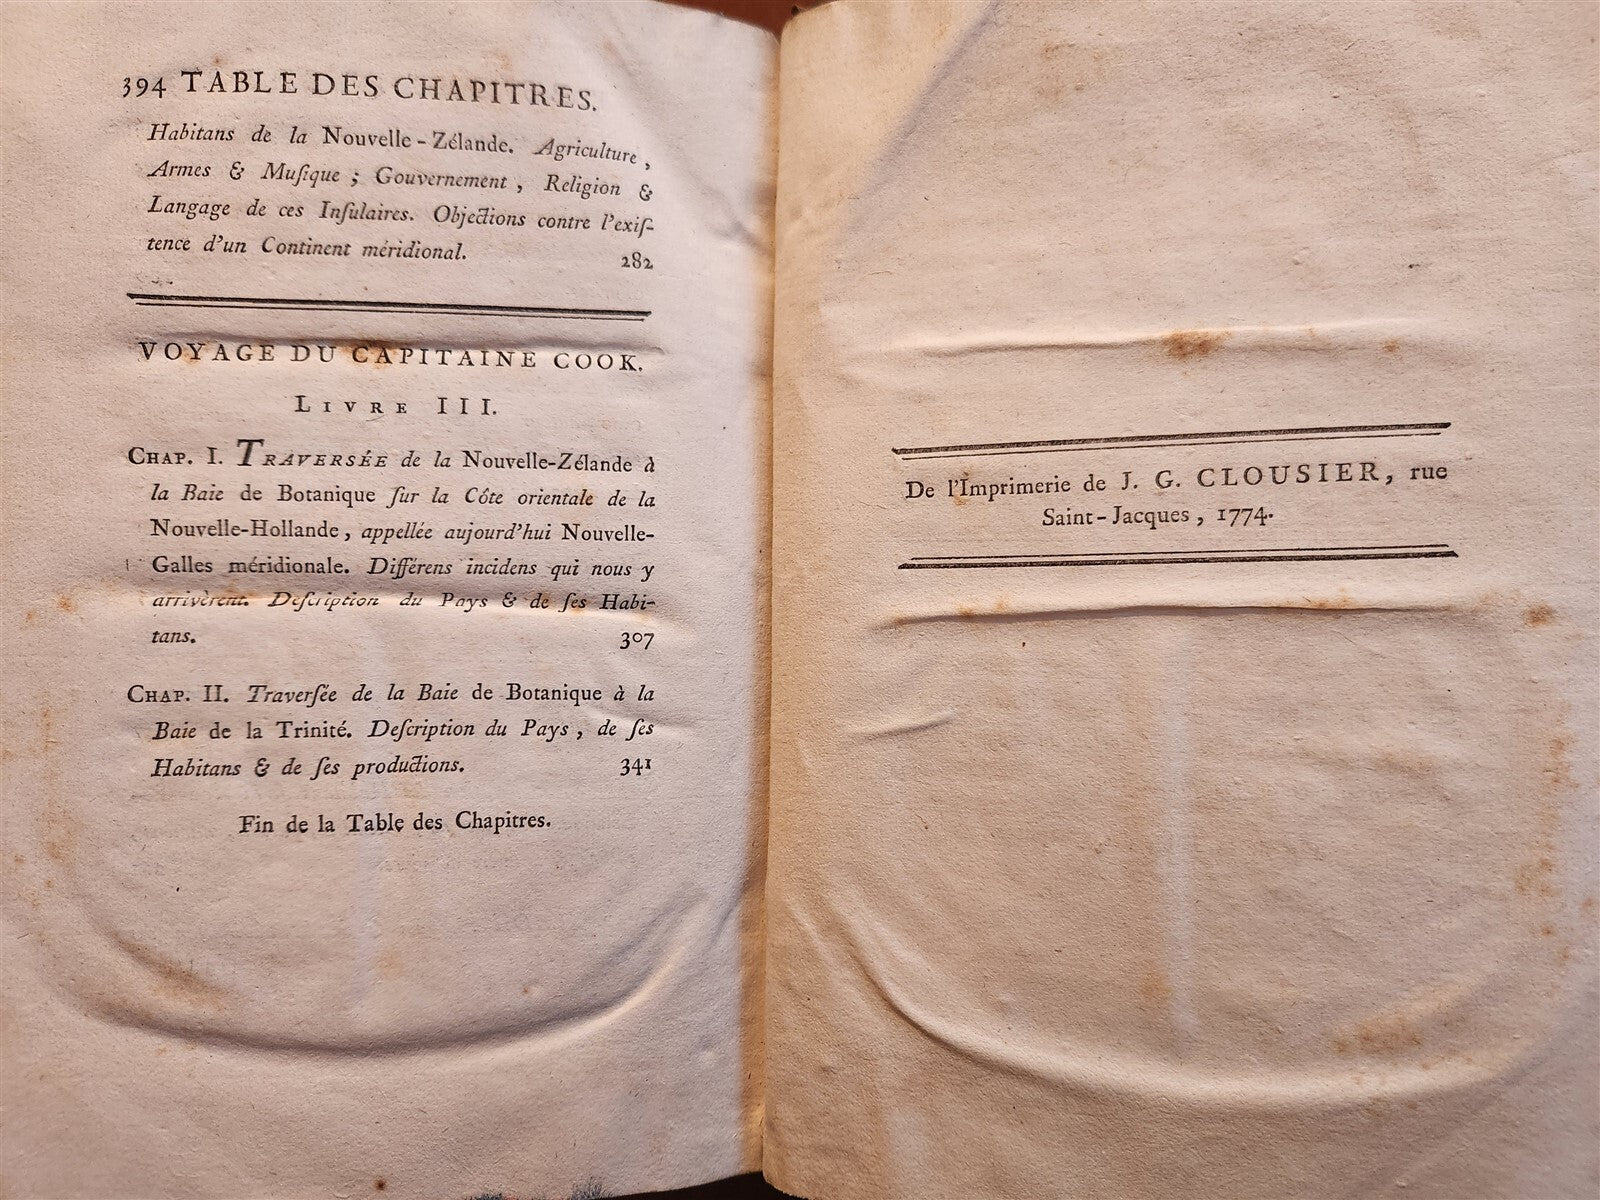 394 TABLE DES CHAPITRES.
Habitans de la Nouvelle-Zélande. Agriculture,
Armes & Muſique ; Gouvernement, Religion &
Langage de ces Inſulaires. Objections contre l'exiſ-
tence d'un Continent méridional. 282
VOYAGE DU CAPITAINE COOK.
LIVRE III.
CHAP. I. TRAVERSÉE de la Nouvelle-Zélande à
la Baie de Botanique ſur la Côte orientale de la
Nouvelle-Hollande, appellée aujourd'hui Nouvelle-
Galles méridionale. Différens incidens qui nous y
arrivèrent. Deſcription du Pays & de ſes Habi-
tans. 307
CHAP. II. Traverſée de la Baie de Botanique à la
Baie de la Trinité. Deſcription du Pays, de ſes
Habitans & de ſes productions. 341
Fin de la Table des Chapitres.
De l'Imprimerie de J. G. CLOUSIER, rue
Saint-Jacques, 1774.